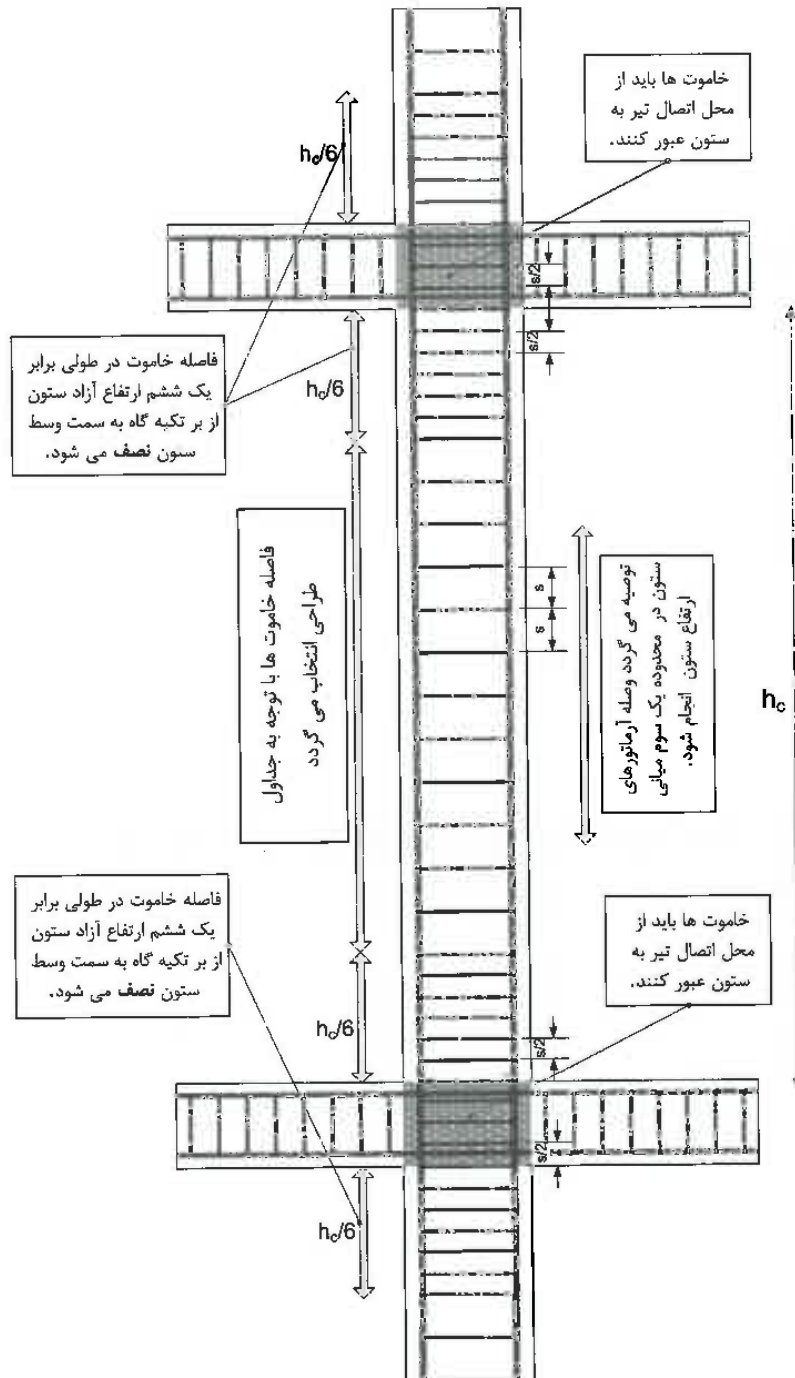 خاموت ها باید از
محل اتصال تیر به
ستون عبور کنند.
h_c/6
s/2
s/2
فاصله خاموت در طولی برابر
یک ششم ارتفاع آزاد ستون
از بر تکیه گاه به سمت وسط
ستون نصف می شود.
h_c/6
فاصله خاموت ها با توجه به جداول
طراحی انتخاب می گردد
s
s
توصیه می گردد وصله آرماتورهای
ستون در محدوده یک سوم میانی
ارتفاع ستون انجام شود.
h_c
فاصله خاموت در طولی برابر
یک ششم ارتفاع آزاد ستون
از بر تکیه گاه به سمت وسط
ستون نصف می شود.
خاموت ها باید از
محل اتصال تیر به
ستون عبور کنند.
h_c/6
s/2
s/2
h_c/6